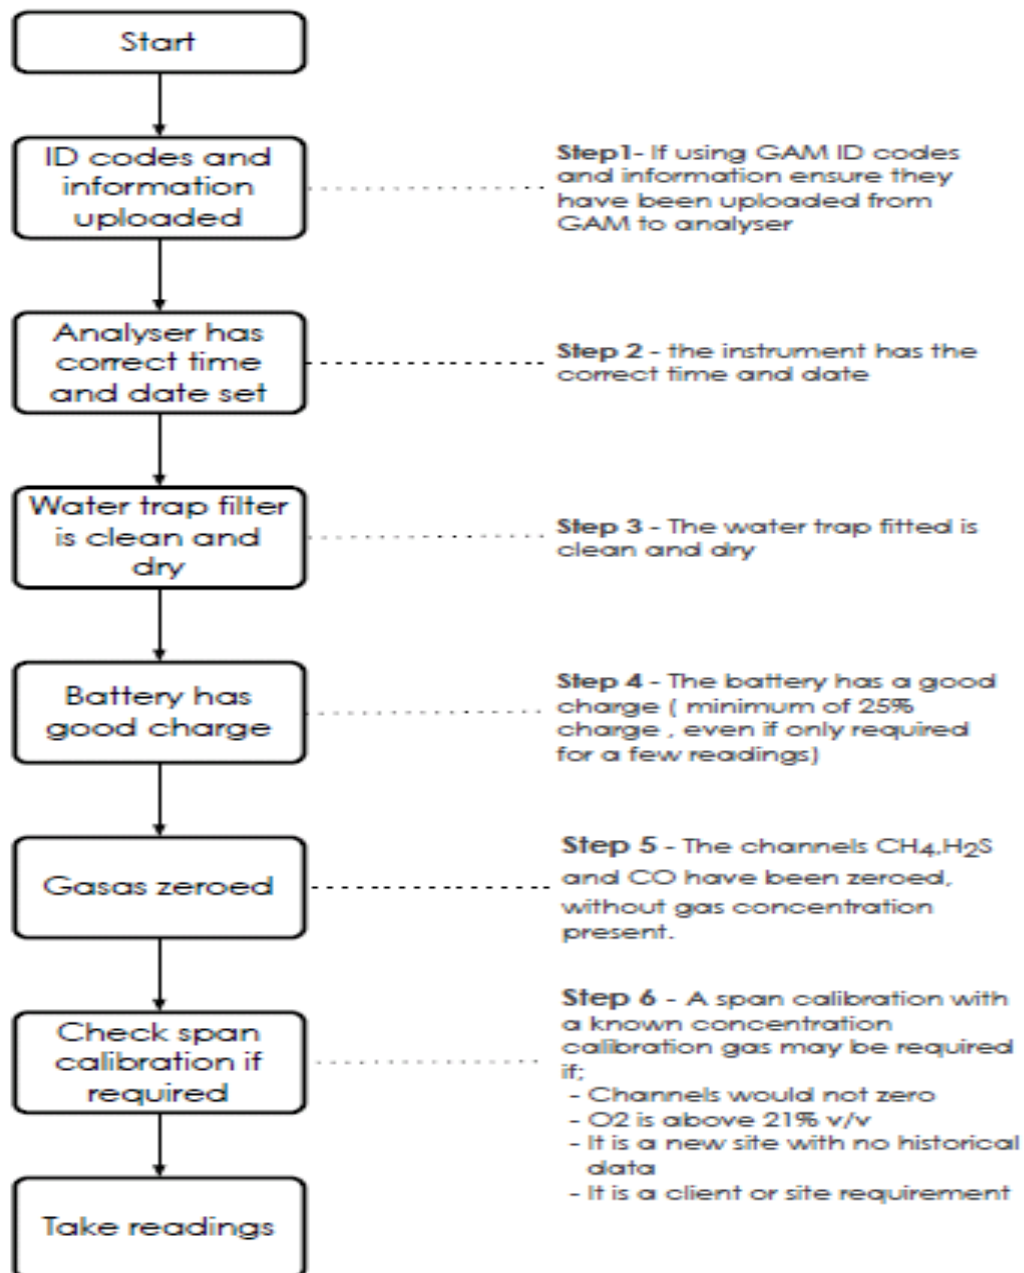 Start
ID codes and
information
uploaded
Step1- If using GAM ID codes
and information ensure they
have been uploaded from
GAM to analyser
Analyser has
correct time
and date set
Step 2 - the instrument has the
correct time and date
Water trap filter
is clean and
dry
Step 3 - The water trap fitted is
clean and dry
Battery has
good charge
Step 4 - The battery has a good
charge ( minimum of 25%
charge , even if only required
for a few readings)
Gasas zeroed
Step 5 - The channels CH4,H2S
and CO have been zeroed,
without gas concentration
present.
Check span
calibration if
required
Step 6 - A span calibration with
a known concentration
calibration gas may be required
if;
- Channels would not zero
- O2 is above 21% v/v
- It is a new site with no historical
data
- It is a client or site requirement
Take readings